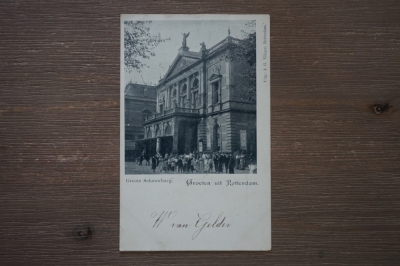 Groote Schouwburg
Groeten uit Rotterdam.
W van Gelder